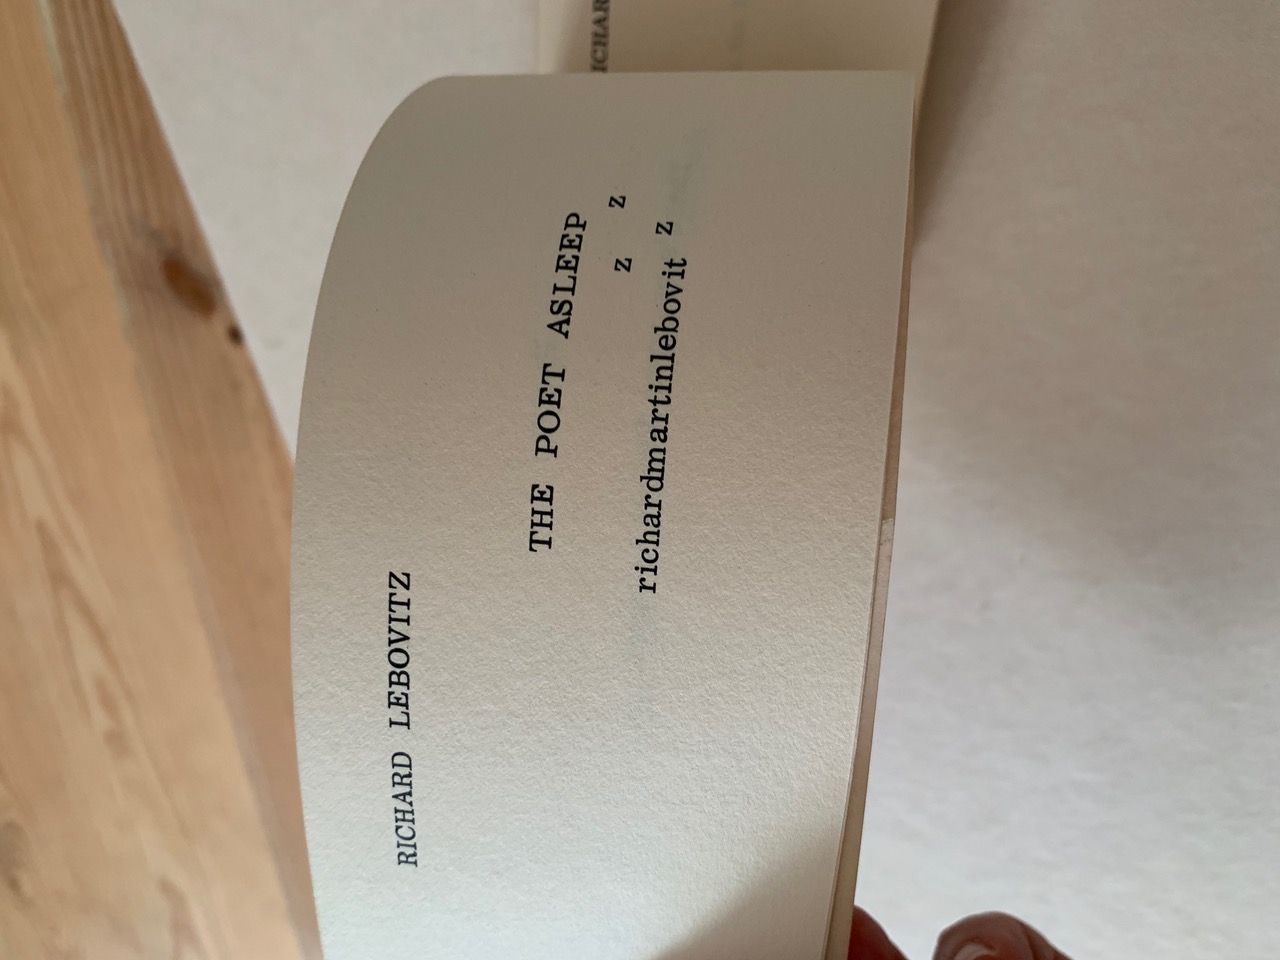 RICHARD LEBOVITZ
THE POET ASLEEP
z z
richardmartinlebovit z